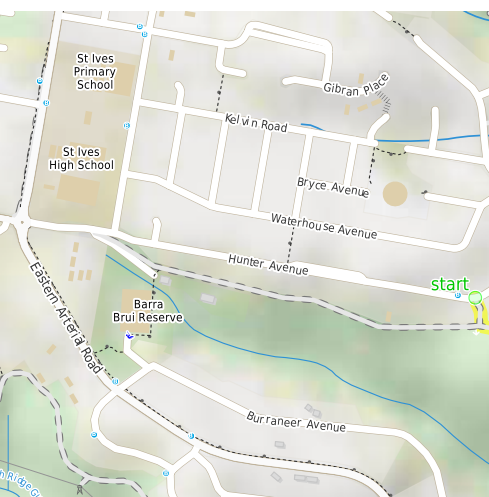 St Ives
Primary
School
Gibran Place
Kelvin Road
St Ives
High School
Bryce Avenue
Waterhouse Avenue
Hunter Avenue
start
Eastern Arterial Road
Barra
Brui Reserve
Burraneer Avenue
Ridge